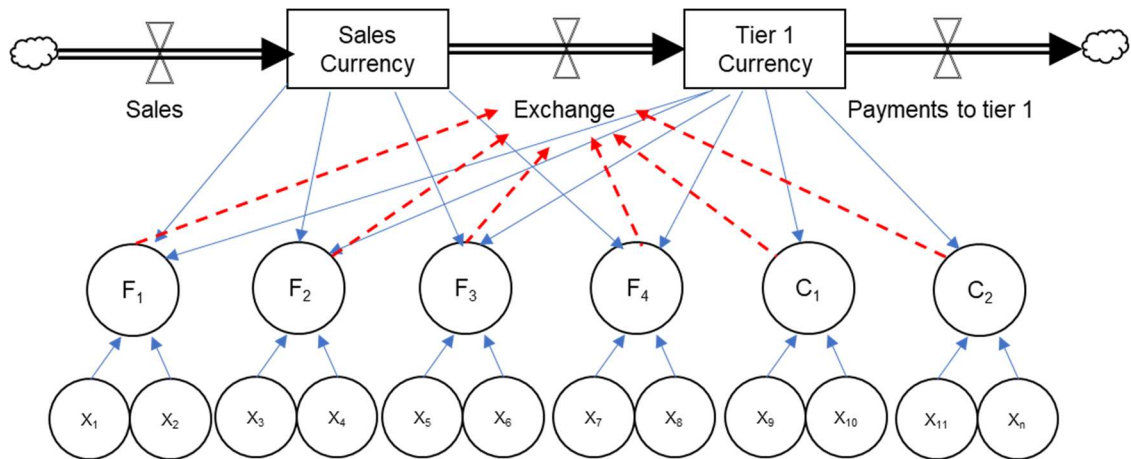 Sales
Currency
Tier 1
Currency
Sales
Exchange
Payments to tier 1
F₁
F₂
F₃
F₄
C₁
C₂
X₁
X₂
X₃
X₄
X₅
X₆
X₇
X₈
X₉
X₁₀
X₁₁
Xₙ